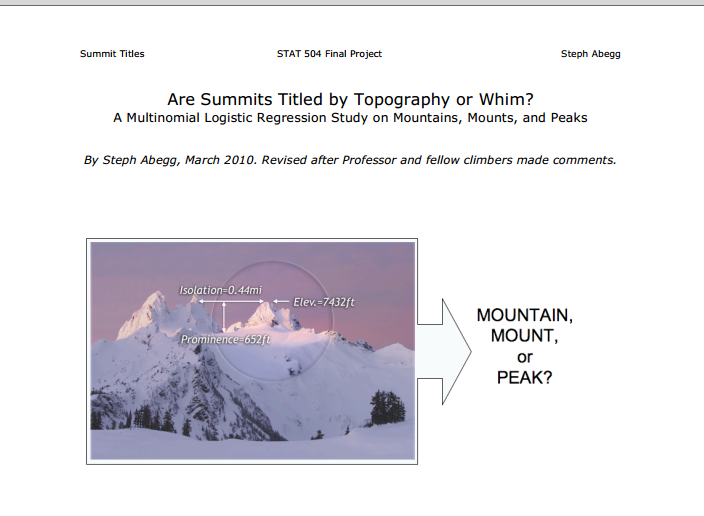 Summit Titles STAT 504 Final Project Steph Abegg
Are Summits Titled by Topography or Whim?
A Multinomial Logistic Regression Study on Mountains, Mounts, and Peaks
By Steph Abegg, March 2010. Revised after Professor and fellow climbers made comments.
Isolation=0.44mi
Elev.=7432ft
Prominence=652ft
MOUNTAIN,
MOUNT,
or
PEAK?